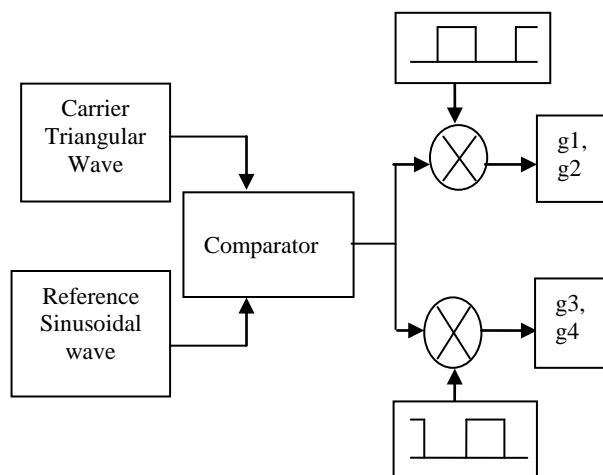 Carrier
Triangular
Wave
Comparator
Reference
Sinusoidal
wave
g1,
g2
g3,
g4